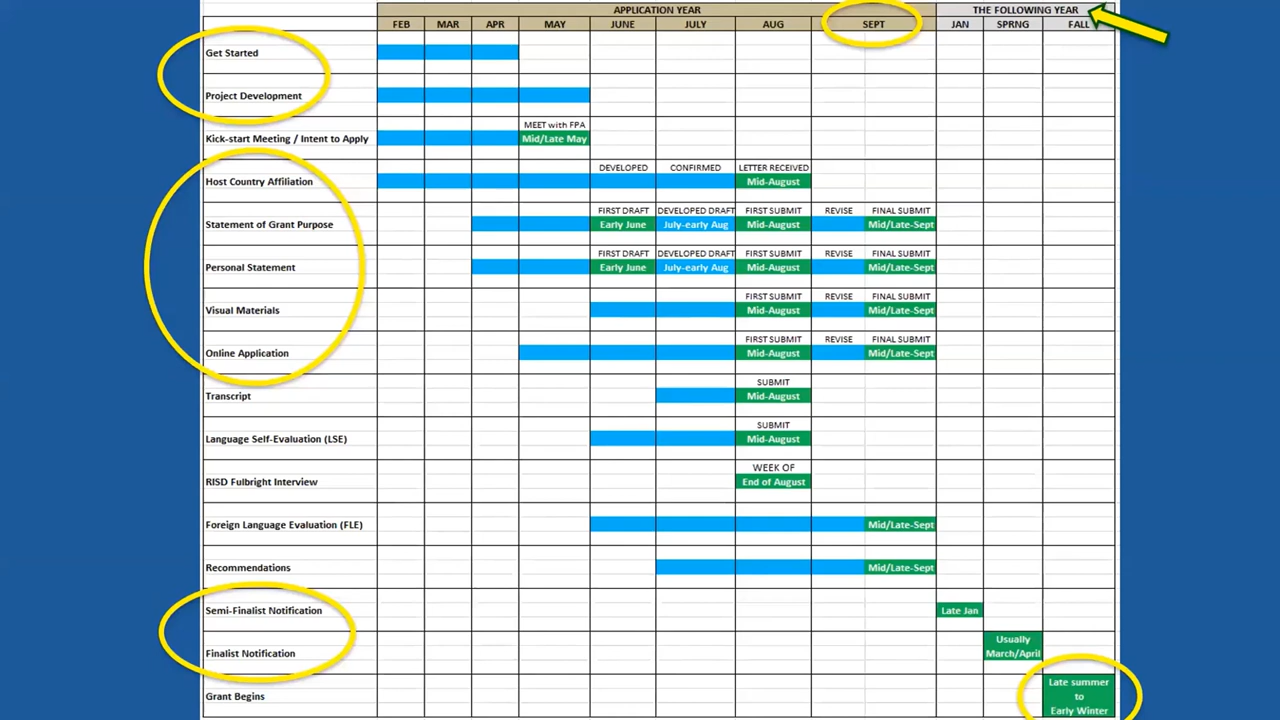 APPLICATION YEAR THE FOLLOWING YEAR
FEB MAR APR MAY JUNE JULY AUG SEPT JAN SPRNG FALL
Get Started
Project Development
MEET with FPA
Kick-start Meeting / Intent to Apply Mid/Late May
DEVELOPED CONFIRMED LETTER RECEIVED
Host Country Affiliation Mid-August
FIRST DRAFT DEVELOPED DRAFT FIRST SUBMIT REVISE FINAL SUBMIT
Statement of Grant Purpose Early June July-early Aug Mid-August Mid/Late-Sept
FIRST DRAFT DEVELOPED DRAFT FIRST SUBMIT REVISE FINAL SUBMIT
Personal Statement Early June July-early Aug Mid-August Mid/Late-Sept
FIRST SUBMIT REVISE FINAL SUBMIT
Visual Materials Mid-August Mid/Late-Sept
FIRST SUBMIT REVISE FINAL SUBMIT
Online Application Mid-August Mid/Late-Sept
SUBMIT
Transcript Mid-August
SUBMIT
Language Self-Evaluation (LSE) Mid-August
WEEK OF
RISD Fulbright Interview End of August
Foreign Language Evaluation (FLE) Mid/Late-Sept
Recommendations Mid/Late-Sept
Semi-Finalist Notification Late Jan
Usually
Finalist Notification March/April
Late summer
Grant Begins to
Early Winter